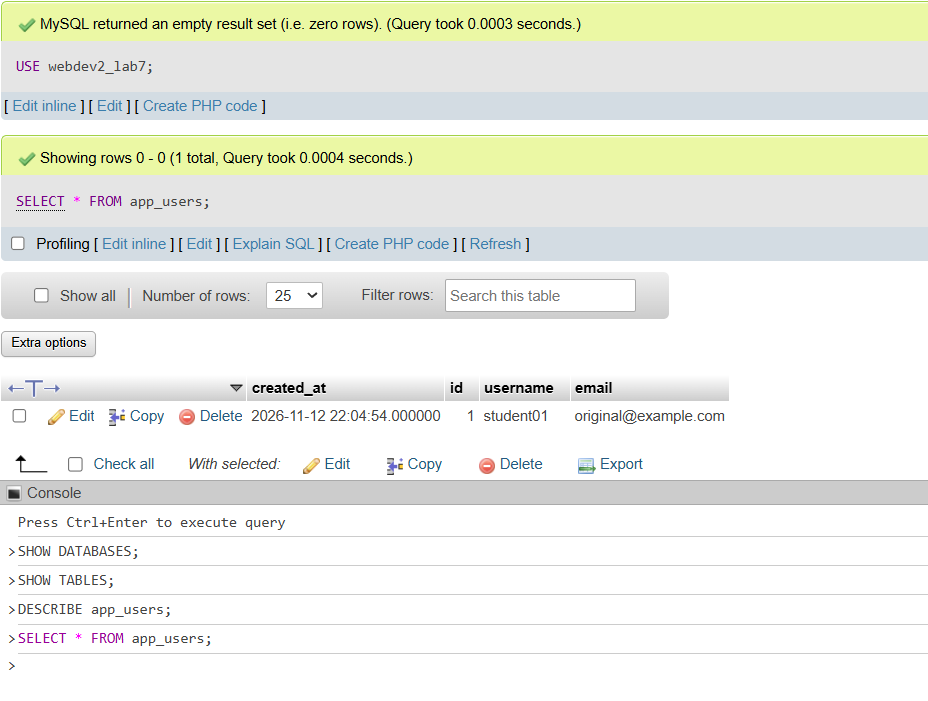 MySQL returned an empty result set (i.e. zero rows). (Query took 0.0003 seconds.)
USE webdev2_lab7;
[ Edit inline ] [ Edit ] [ Create PHP code ]
Showing rows 0 - 0 (1 total, Query took 0.0004 seconds.)
SELECT * FROM app_users;
Profiling [ Edit inline ] [ Edit ] [ Explain SQL ] [ Create PHP code ] [ Refresh ]
Show all | Number of rows: 25 Filter rows: Search this table
Extra options
←T→ created_at id username email
Edit Copy Delete 2026-11-12 22:04:54.000000 1 student01 original@example.com
Check all With selected: Edit Copy Delete Export
Console
Press Ctrl+Enter to execute query
>SHOW DATABASES;
>SHOW TABLES;
>DESCRIBE app_users;
>SELECT * FROM app_users;
>